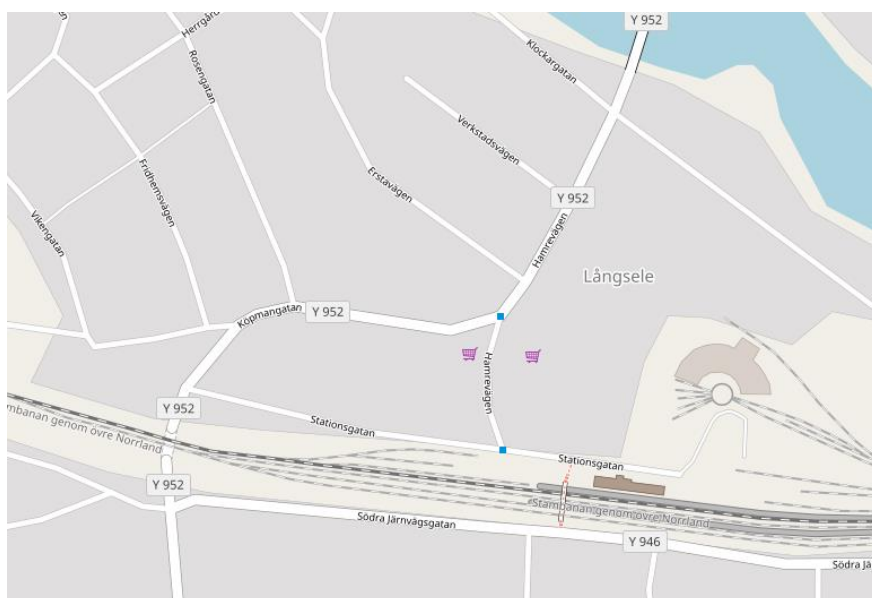 Y 952
Herrgård
Klockargatan
Rosengatan
Verkstadsvägen
Fridhemsvägen
Erstavägen
Y 952
Vikengatan
Hamrevägen
Långsele
Köpmangatan
Y 952
Hamrevägen
Y 952
Stationsgatan
Stambanan genom övre Norrland
Stationsgatan
Y 952
Stambanan genom övre Norrland
Södra Järnvägsgatan
Y 946
Södra Jä